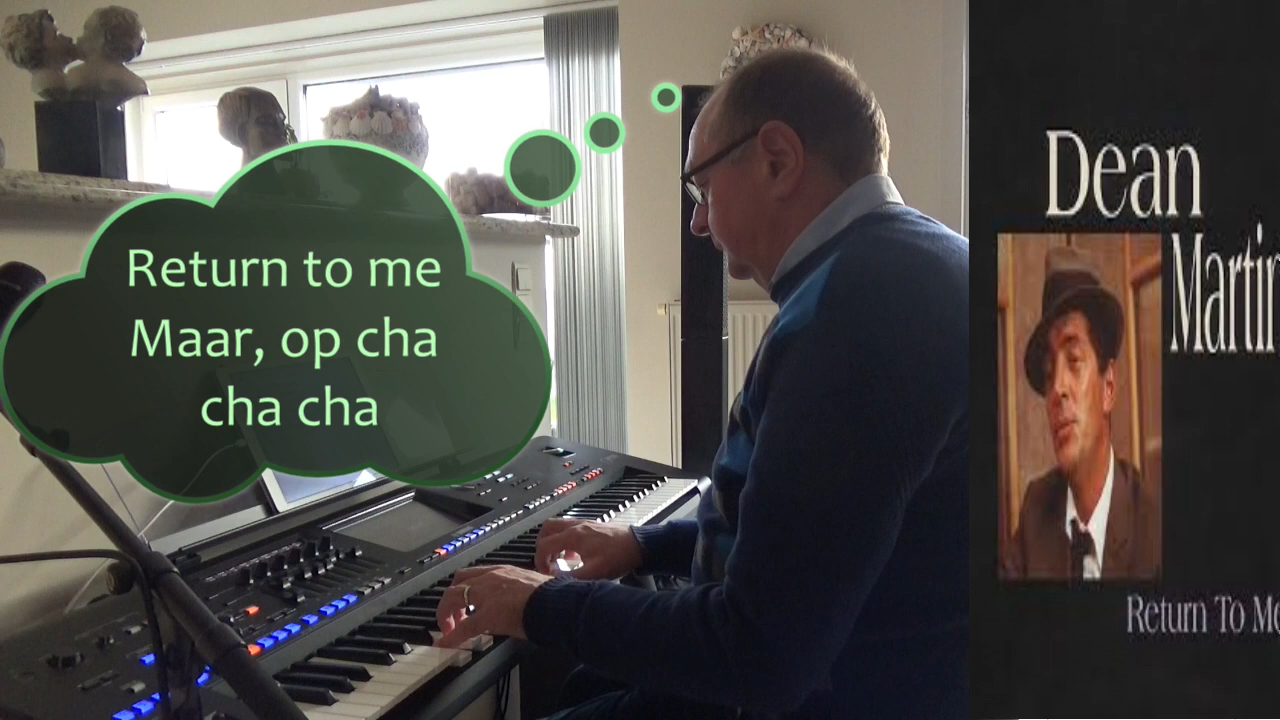 Return to me
Maar, op cha
cha cha
Dean
Martin
Return To Me